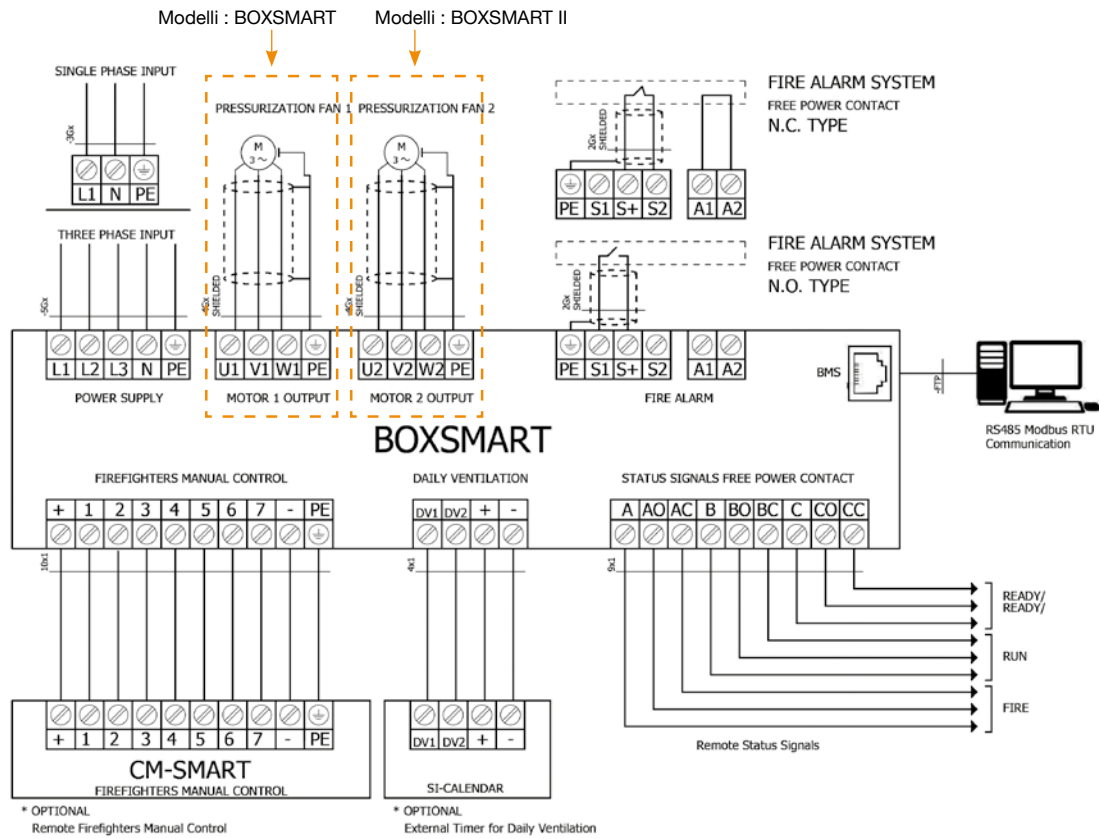 Modelli : BOXSMART
Modelli : BOXSMART II
SINGLE PHASE INPUT
-3Gx
L1 N PE
THREE PHASE INPUT
-5Gx
PRESSURIZATION FAN 1
M
3~
-4Gx
SHIELDED
PRESSURIZATION FAN 2
M
3~
-4Gx
SHIELDED
2Gx
SHIELDED
PE S1 S+ S2 A1 A2
FIRE ALARM SYSTEM
FREE POWER CONTACT
N.C. TYPE
2Gx
SHIELDED
FIRE ALARM SYSTEM
FREE POWER CONTACT
N.O. TYPE
L1 L2 L3 N PE
POWER SUPPLY
U1 V1 W1 PE
MOTOR 1 OUTPUT
U2 V2 W2 PE
MOTOR 2 OUTPUT
PE S1 S+ S2 A1 A2
FIRE ALARM
BMS
-FTP
RS485 Modbus RTU
Communication
BOXSMART
FIREFIGHTERS MANUAL CONTROL
+ 1 2 3 4 5 6 7 - PE
10x1
DAILY VENTILATION
DV1 DV2 + -
4x1
STATUS SIGNALS FREE POWER CONTACT
A AO AC B BO BC C CO CC
9x1
READY/
READY/
RUN
FIRE
Remote Status Signals
+ 1 2 3 4 5 6 7 - PE
CM-SMART
FIREFIGHTERS MANUAL CONTROL
* OPTIONAL
Remote Firefighters Manual Control
DV1 DV2 + -
SI-CALENDAR
* OPTIONAL
External Timer for Daily Ventilation